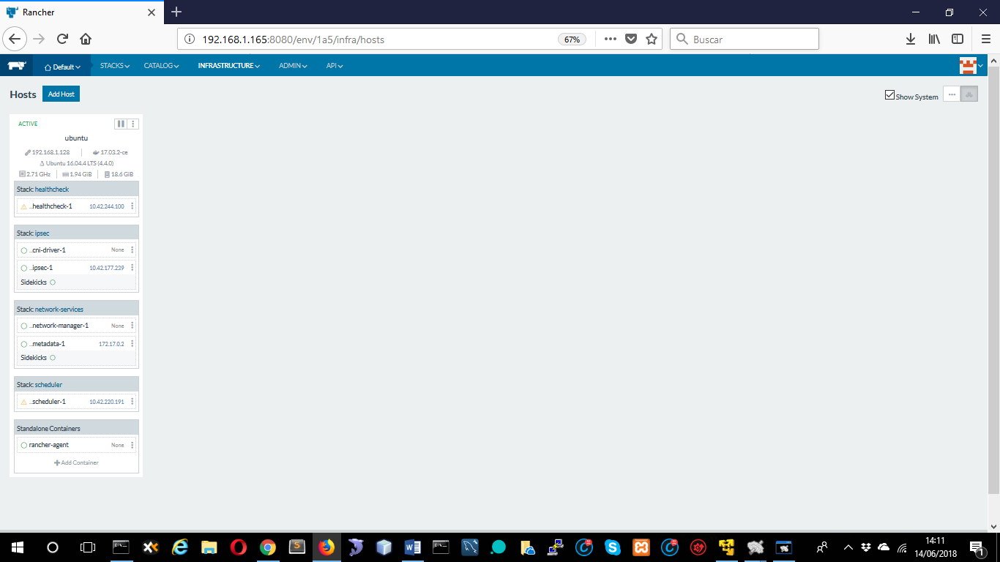 Rancher
192.168.1.165:8080/env/1a5/infra/hosts
67%
Buscar
Default
STACKS
CATALOG
INFRASTRUCTURE
ADMIN
API
Hosts
Add Host
Show System
ACTIVE
ubuntu
192.168.1.128
17.03.2-ce
Ubuntu 16.04.4 LTS (4.4.0)
2.71 GHz
1.94 GiB
18.6 GiB
Stack: healthcheck
...healthcheck-1
10.42.244.100
Stack: ipsec
...cni-driver-1
None
...ipsec-1
10.42.177.239
Sidekicks
Stack: network-services
...network-manager-1
None
...metadata-1
172.17.0.2
Sidekicks
Stack: scheduler
...scheduler-1
10.42.220.191
Standalone Containers
rancher-agent
None
Add Container
14:11
14/06/2018
1